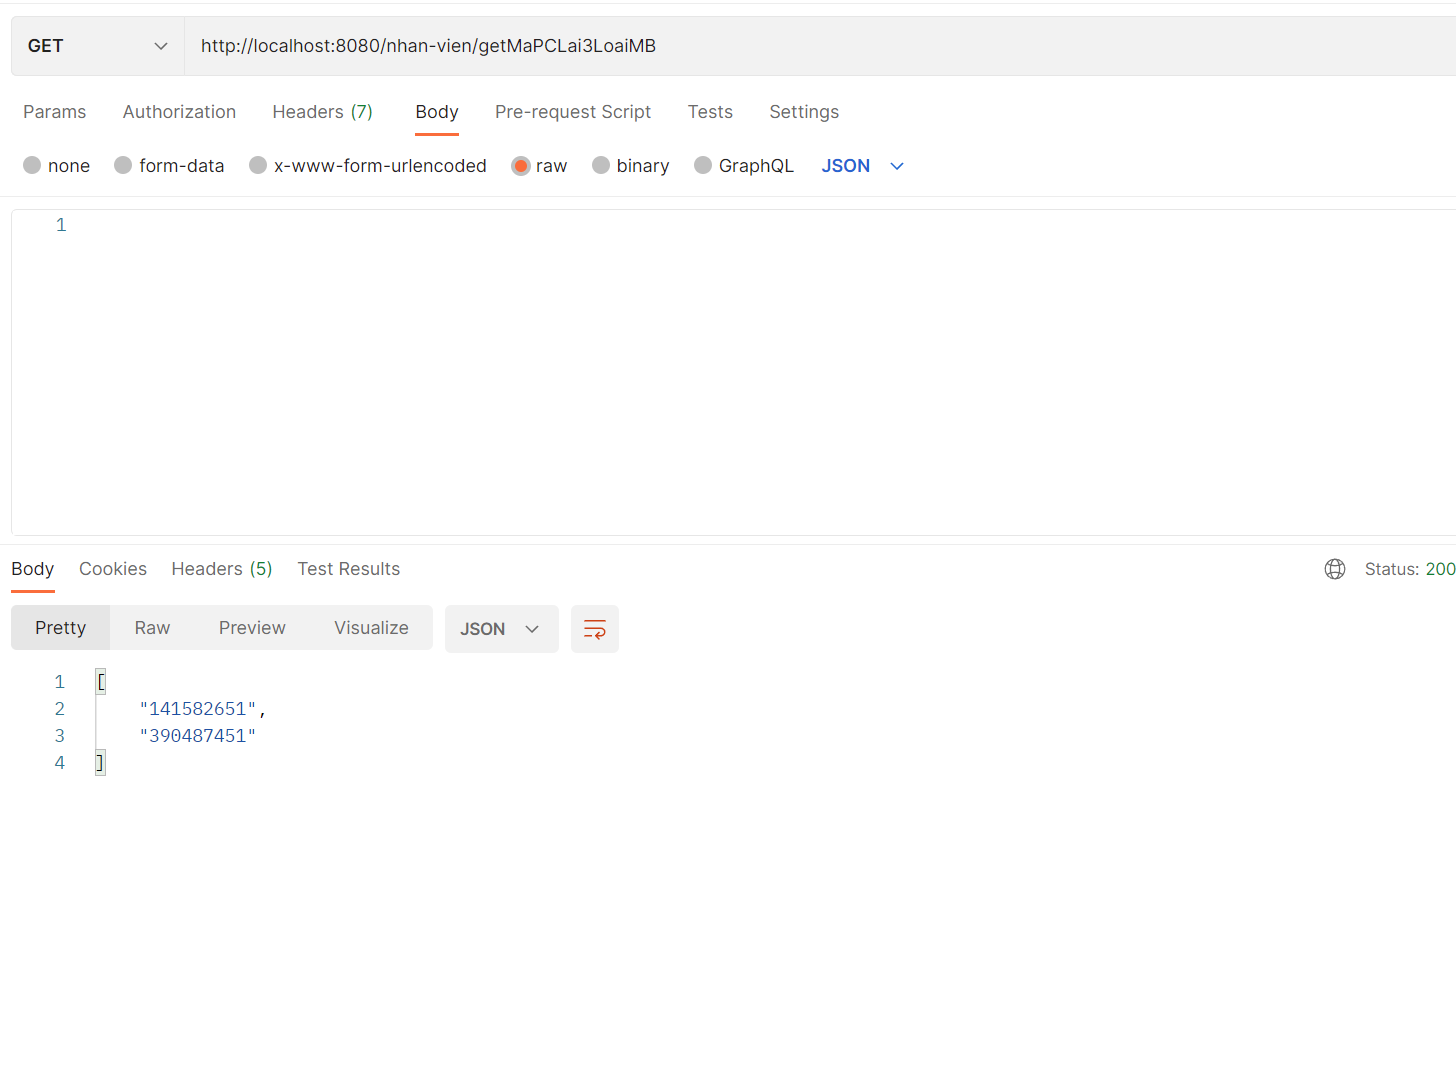 GET http://localhost:8080/nhan-vien/getMaPCLai3LoaiMB
Params Authorization Headers (7) Body Pre-request Script Tests Settings
none form-data x-www-form-urlencoded raw binary GraphQL JSON
1
Body Cookies Headers (5) Test Results Status: 200
Pretty Raw Preview Visualize JSON
1 [
2 "141582651",
3 "390487451"
4 ]